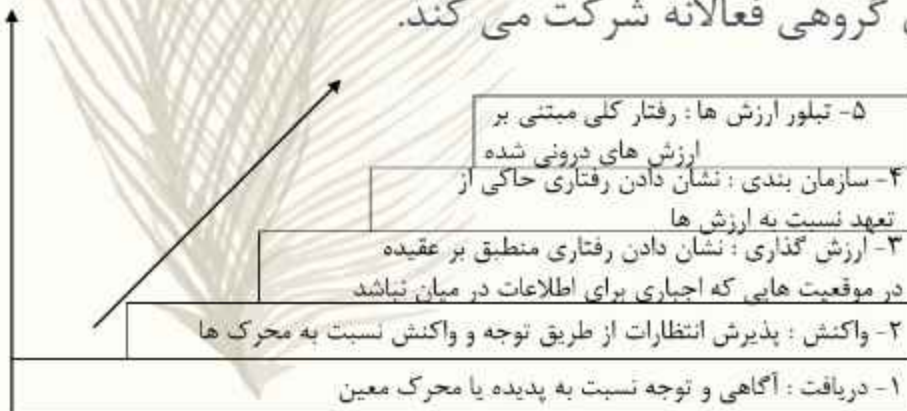 گروهی فعالانه شرکت می کند.
۵- تبلور ارزش ها : رفتار کلی مبتنی بر
ارزش های درونی شده
۴- سازمان بندی : نشان دادن رفتاری حاکی از
تعهد نسبت به ارزش ها
۳- ارزش گذاری : نشان دادن رفتاری منطبق بر عقیده
در موقعیت هایی که اجباری برای اطلاعات در میان نباشد
۲- واکنش : پذیرش انتظارات از طریق توجه و واکنش نسبت به محرک ها
۱- دریافت : آگاهی و توجه نسبت به پدیده یا محرک معین